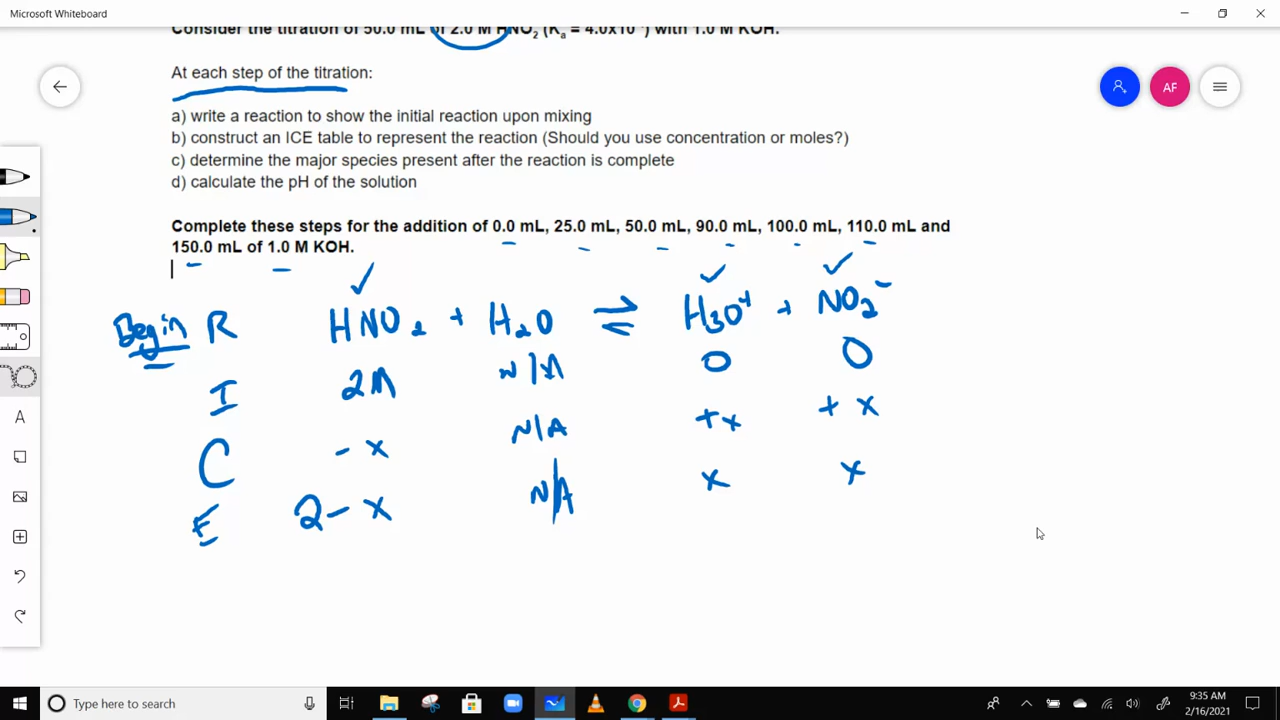 Microsoft Whiteboard
Consider the titration of 50.0 mL of 2.0 M HNO₂ (Kₐ = 4.0x10 ) with 1.0 M KOH.
At each step of the titration:
AF
a) write a reaction to show the initial reaction upon mixing
b) construct an ICE table to represent the reaction (Should you use concentration or moles?)
c) determine the major species present after the reaction is complete
d) calculate the pH of the solution
Complete these steps for the addition of 0.0 mL, 25.0 mL, 50.0 mL, 90.0 mL, 100.0 mL, 110.0 mL and
150.0 mL of 1.0 M KOH.
Begin R HNO₂ + H₂O ⇌ H₃O⁺ + NO₂⁻
I 2M N/A 0 0
C - x N/A + x + x
E 2 - x N/A x x
A
Type here to search
9:35 AM
2/16/2021